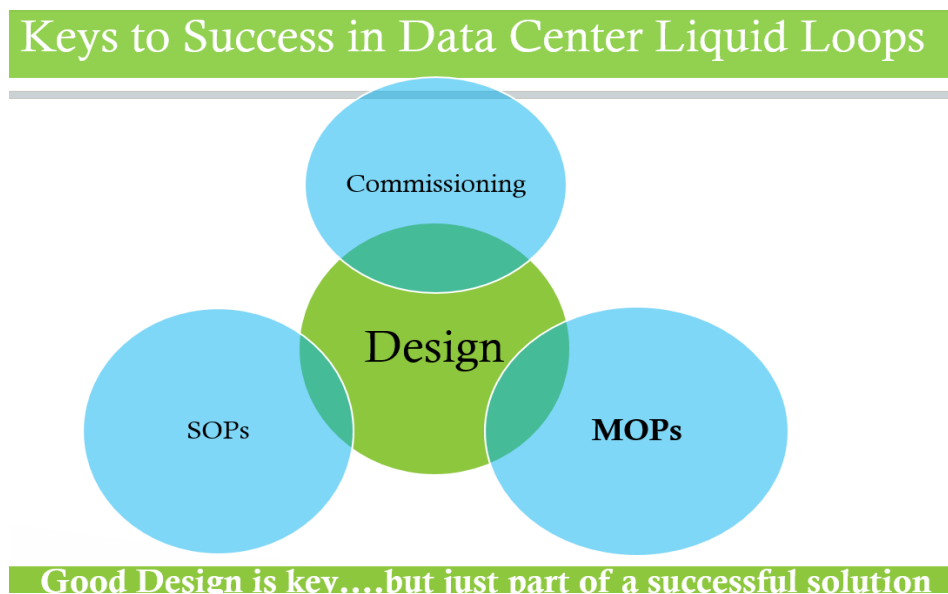 Keys to Success in Data Center Liquid Loops
Commissioning
Design
SOPs
MOPs
Good Design is key....but just part of a successful solution